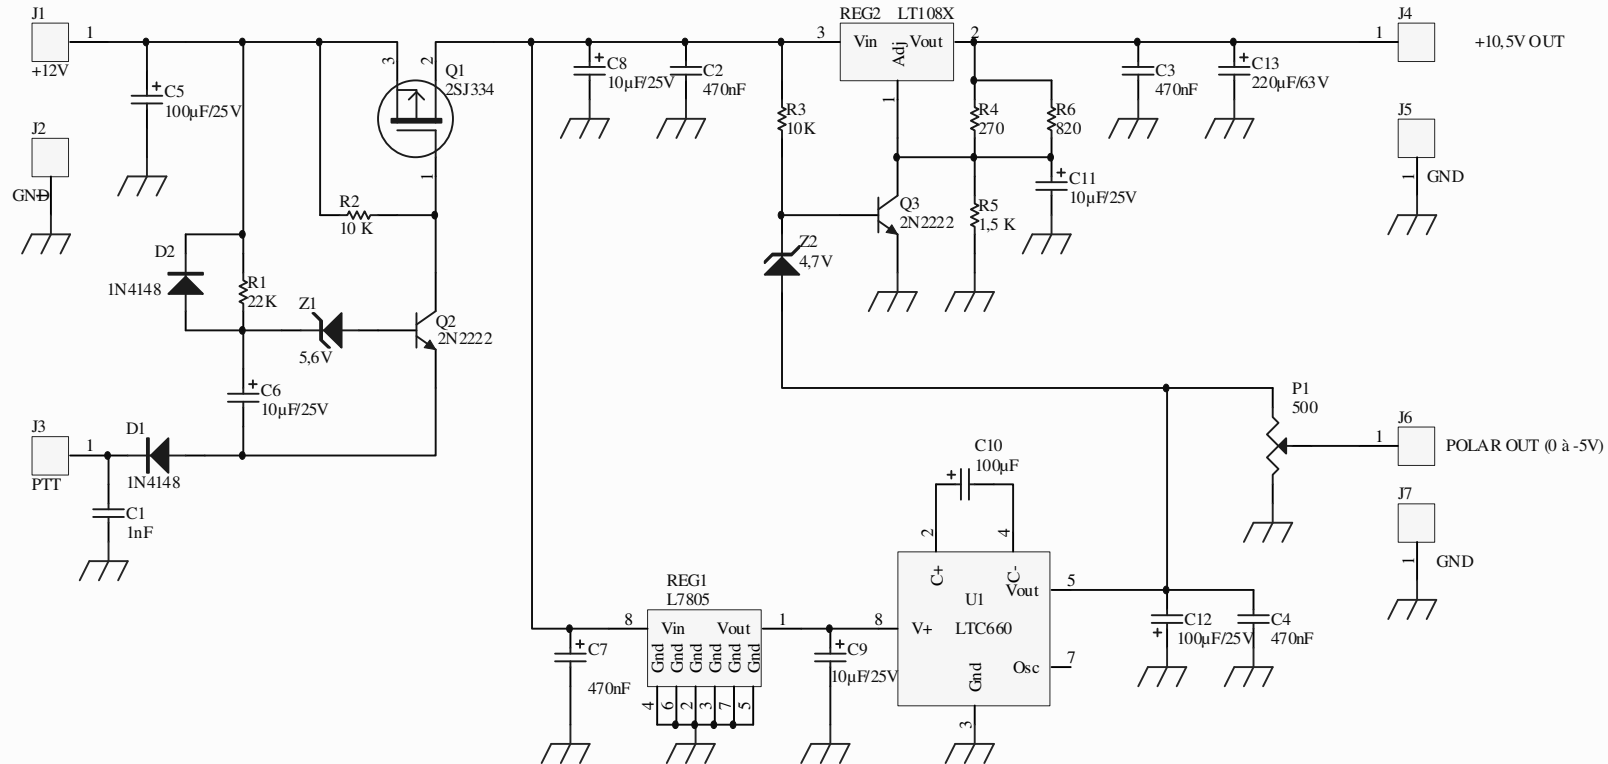 J1
1
+12V
J2
GND
C5
100µF/25V
3
2
Q1
2SJ334
1
R2
10 K
D2
1N4148
R1
22K
Z1
5,6V
Q2
2N2222
C6
10µF/25V
J3
1
PTT
D1
1N4148
C1
1nF
C8
10µF/25V
C2
470nF
R3
10K
3
REG2
LT108X
Vin
Adj
Vout
2
1
R4
270
R6
820
C11
10µF/25V
Q3
2N2222
R5
1,5 K
Z2
4,7V
C3
470nF
C13
220µF/63V
J4
1
+10,5V OUT
J5
1
GND
P1
500
J6
1
POLAR OUT (0 à -5V)
J7
1
GND
C10
100µF
2
4
C+
C-
Vout
5
U1
LTC660
V+
8
Osc
7
Gnd
3
C12
100µF/25V
C4
470nF
REG1
L7805
8
Vin
Vout
1
Gnd
Gnd
Gnd
Gnd
Gnd
Gnd
4
6
2
3
7
5
C7
470nF
C9
10µF/25V